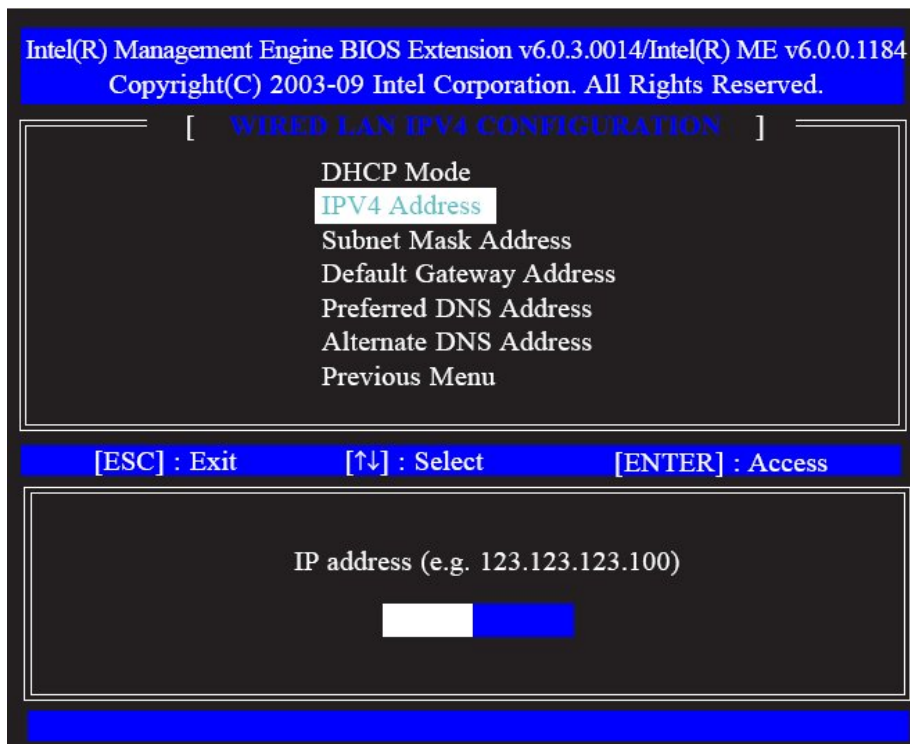 Intel(R) Management Engine BIOS Extension v6.0.3.0014/Intel(R) ME v6.0.0.1184
Copyright(C) 2003-09 Intel Corporation. All Rights Reserved.
[ WIRED LAN IPV4 CONFIGURATION ]
DHCP Mode
IPV4 Address
Subnet Mask Address
Default Gateway Address
Preferred DNS Address
Alternate DNS Address
Previous Menu
[ESC] : Exit [↑↓] : Select [ENTER] : Access
IP address (e.g. 123.123.123.100)